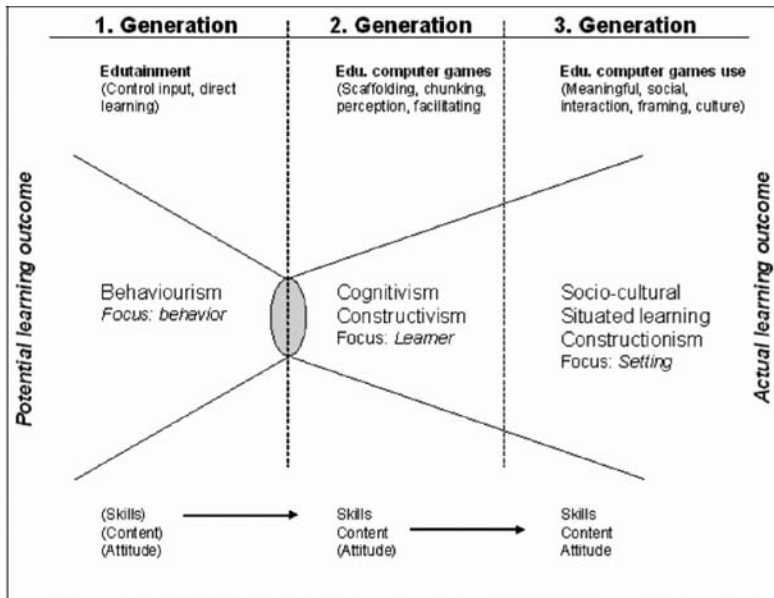 1. Generation
2. Generation
3. Generation
Edutainment
(Control input, direct
learning)
Edu. computer games
(Scaffolding, chunking,
perception, facilitating
Edu. computer games use
(Meaningful, social,
interaction, framing, culture)
Potential learning outcome
Behaviourism
Focus: behavior
Cognitivism
Constructivism
Focus: Learner
Socio-cultural
Situated learning
Constructionism
Focus: Setting
Actual learning outcome
(Skills)
(Content)
(Attitude)
Skills
Content
(Attitude)
Skills
Content
Attitude